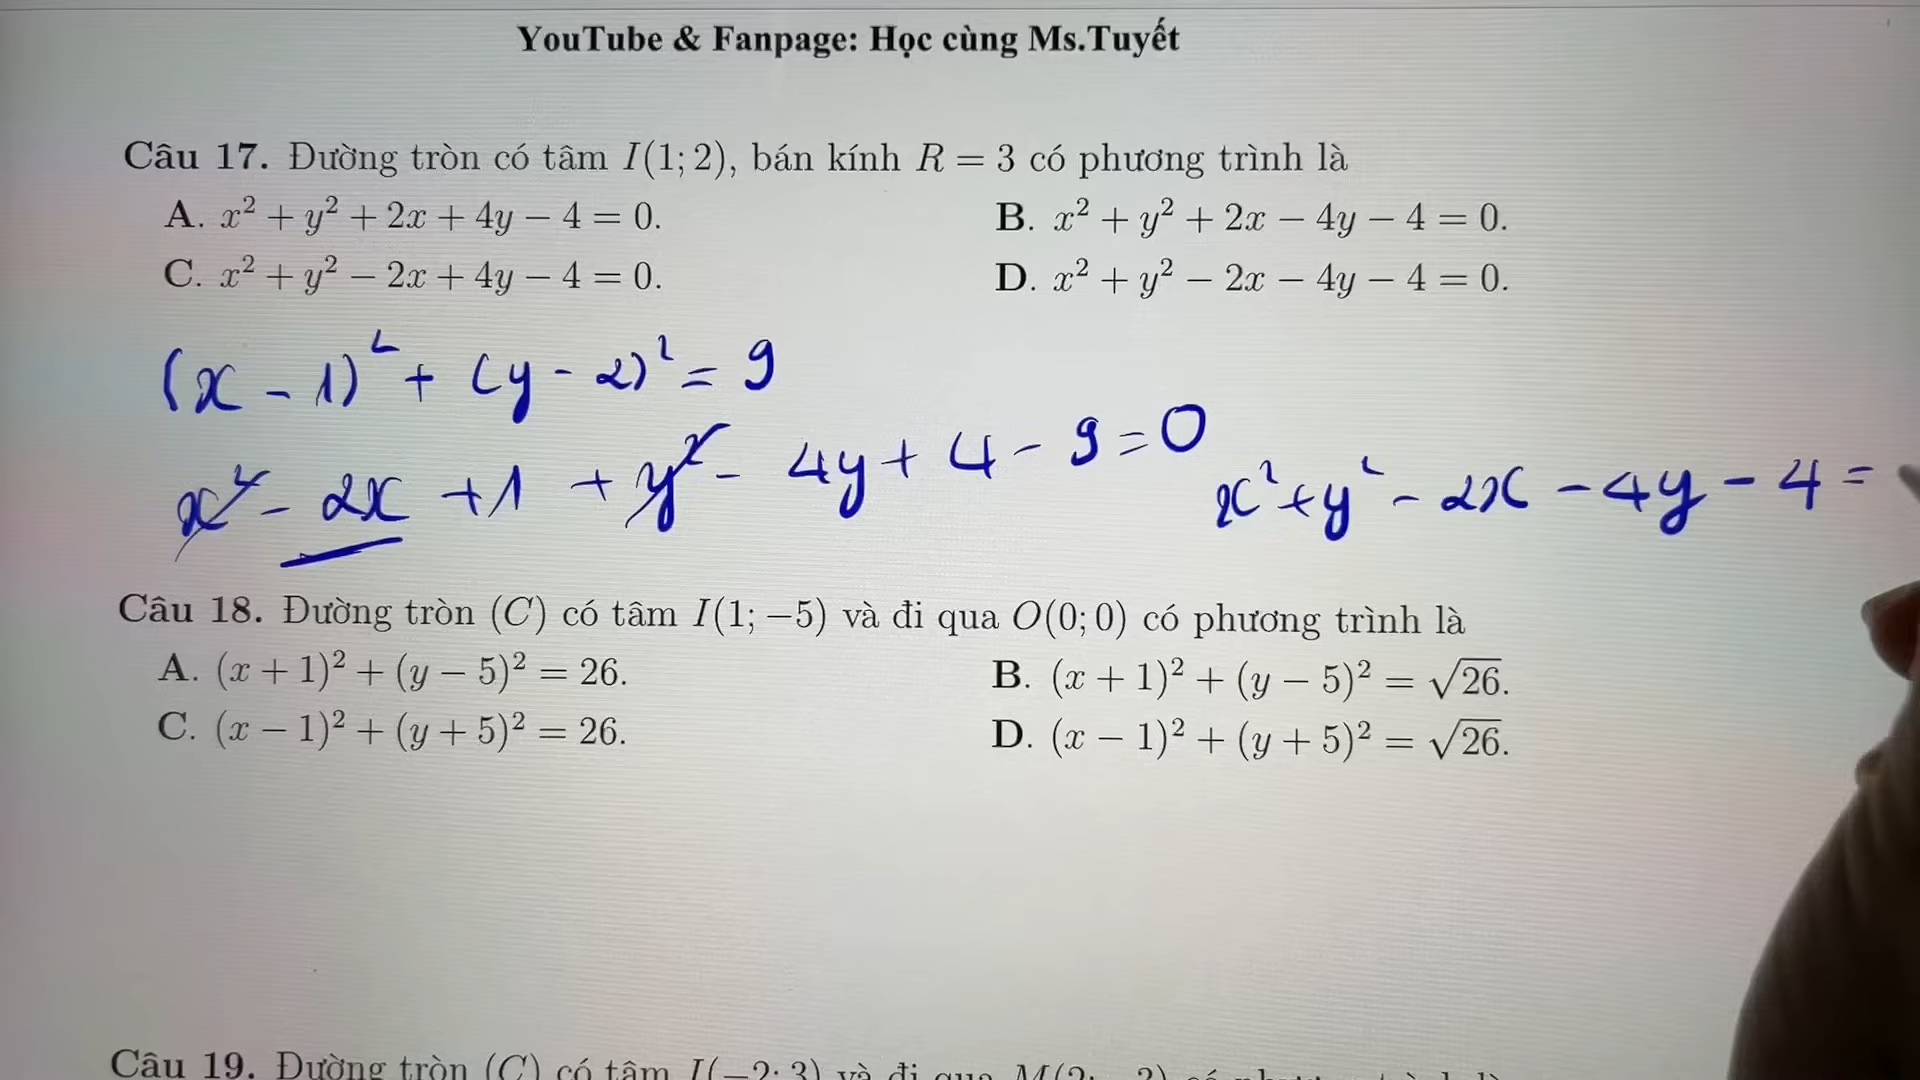 YouTube & Fanpage: Học cùng Ms.Tuyết
Câu 17. Đường tròn có tâm I(1; 2), bán kính R = 3 có phương trình là
A. x² + y² + 2x + 4y − 4 = 0. B. x² + y² + 2x − 4y − 4 = 0.
C. x² + y² − 2x + 4y − 4 = 0. D. x² + y² − 2x − 4y − 4 = 0.
(x - 1)² + (y - 2)² = 9
x² - 2x + 1 + y² - 4y + 4 - 9 = 0
x² + y² - 2x - 4y - 4 =
Câu 18. Đường tròn (C) có tâm I(1; −5) và đi qua O(0; 0) có phương trình là
A. (x + 1)² + (y − 5)² = 26. B. (x + 1)² + (y − 5)² = √26.
C. (x − 1)² + (y + 5)² = 26. D. (x − 1)² + (y + 5)² = √26.
Câu 19. Đường tròn (C) có tâm I(−2; 3) và đi qua